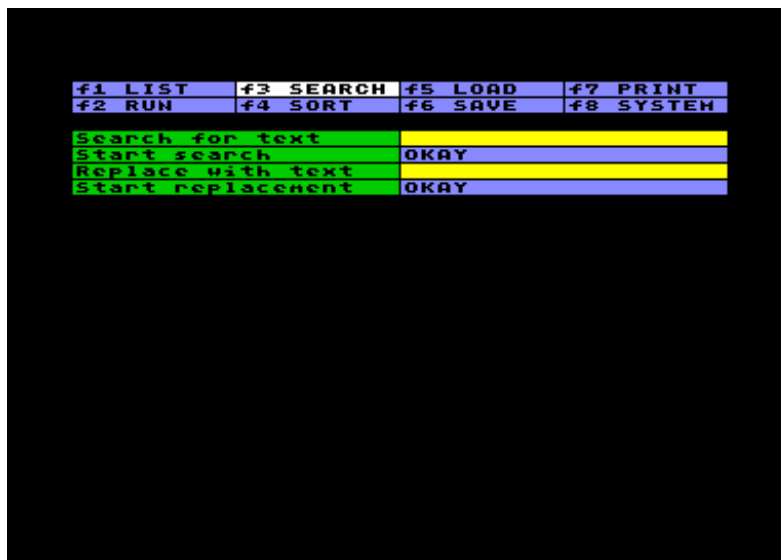 f1 LIST f3 SEARCH f5 LOAD f7 PRINT
f2 RUN f4 SORT f6 SAVE f8 SYSTEM
Search for text
Start search OKAY
Replace with text
Start replacement OKAY